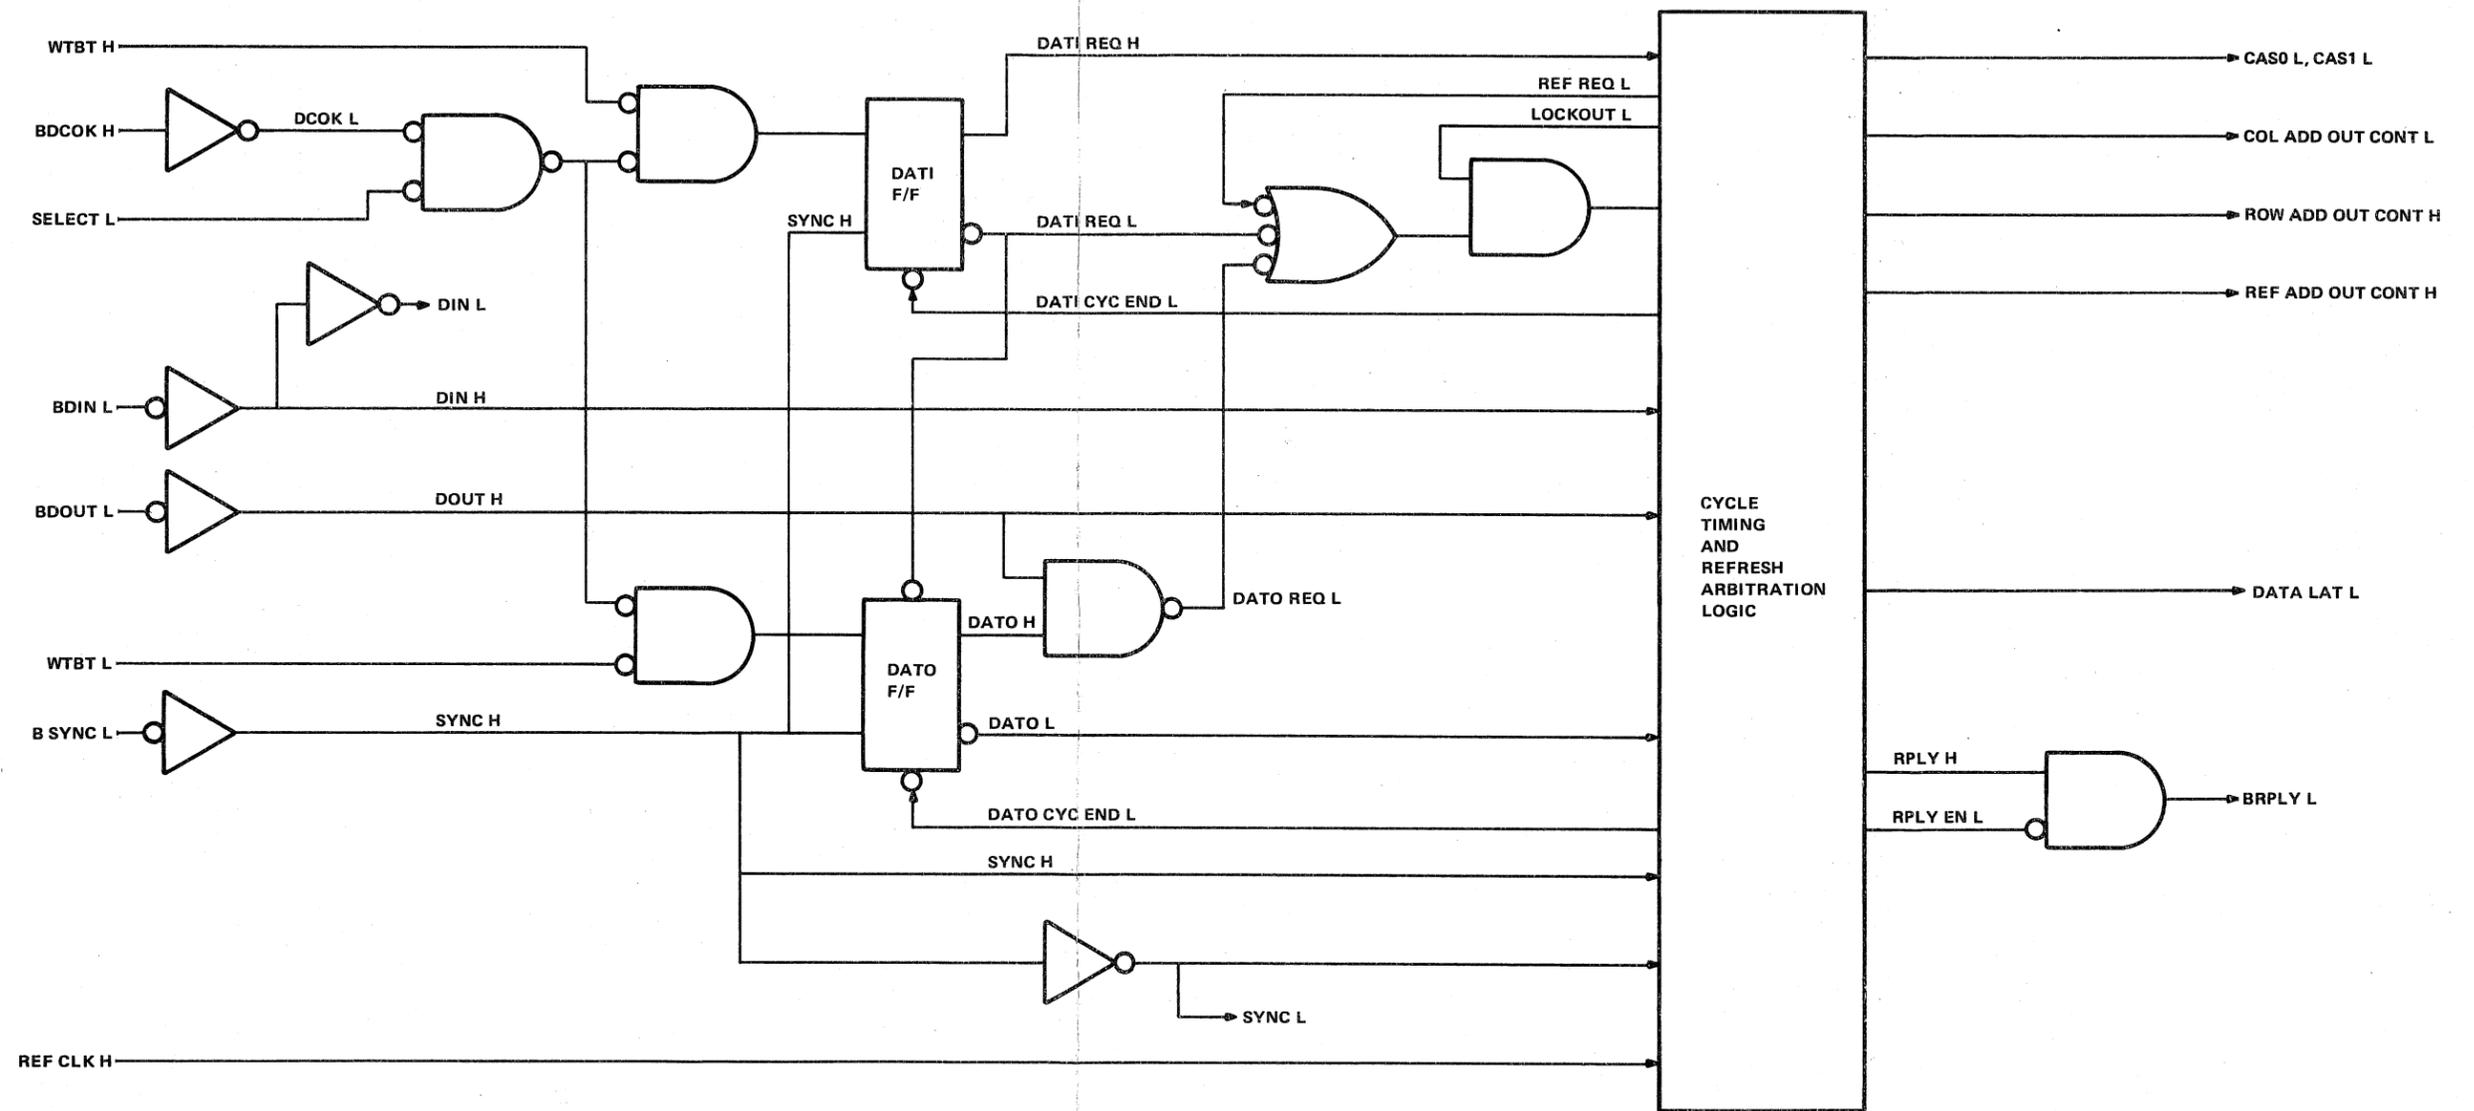 WTBT H
BDCOK H
DCOK L
SELECT L
DIN L
BDIN L
DIN H
BDOUT L
DOUT H
WTBT L
B SYNC L
SYNC H
REF CLK H
SYNC H
DATI
F/F
DATI REQ H
DATI REQ L
DATI CYC END L
REF REQ L
LOCKOUT L
DATO
F/F
DATO H
DATO REQ L
DATO L
DATO CYC END L
SYNC H
SYNC L
CYCLE
TIMING
AND
REFRESH
ARBITRATION
LOGIC
CAS0 L, CAS1 L
COL ADD OUT CONT L
ROW ADD OUT CONT H
REF ADD OUT CONT H
DATA LAT L
RPLY H
RPLY EN L
BRPLY L